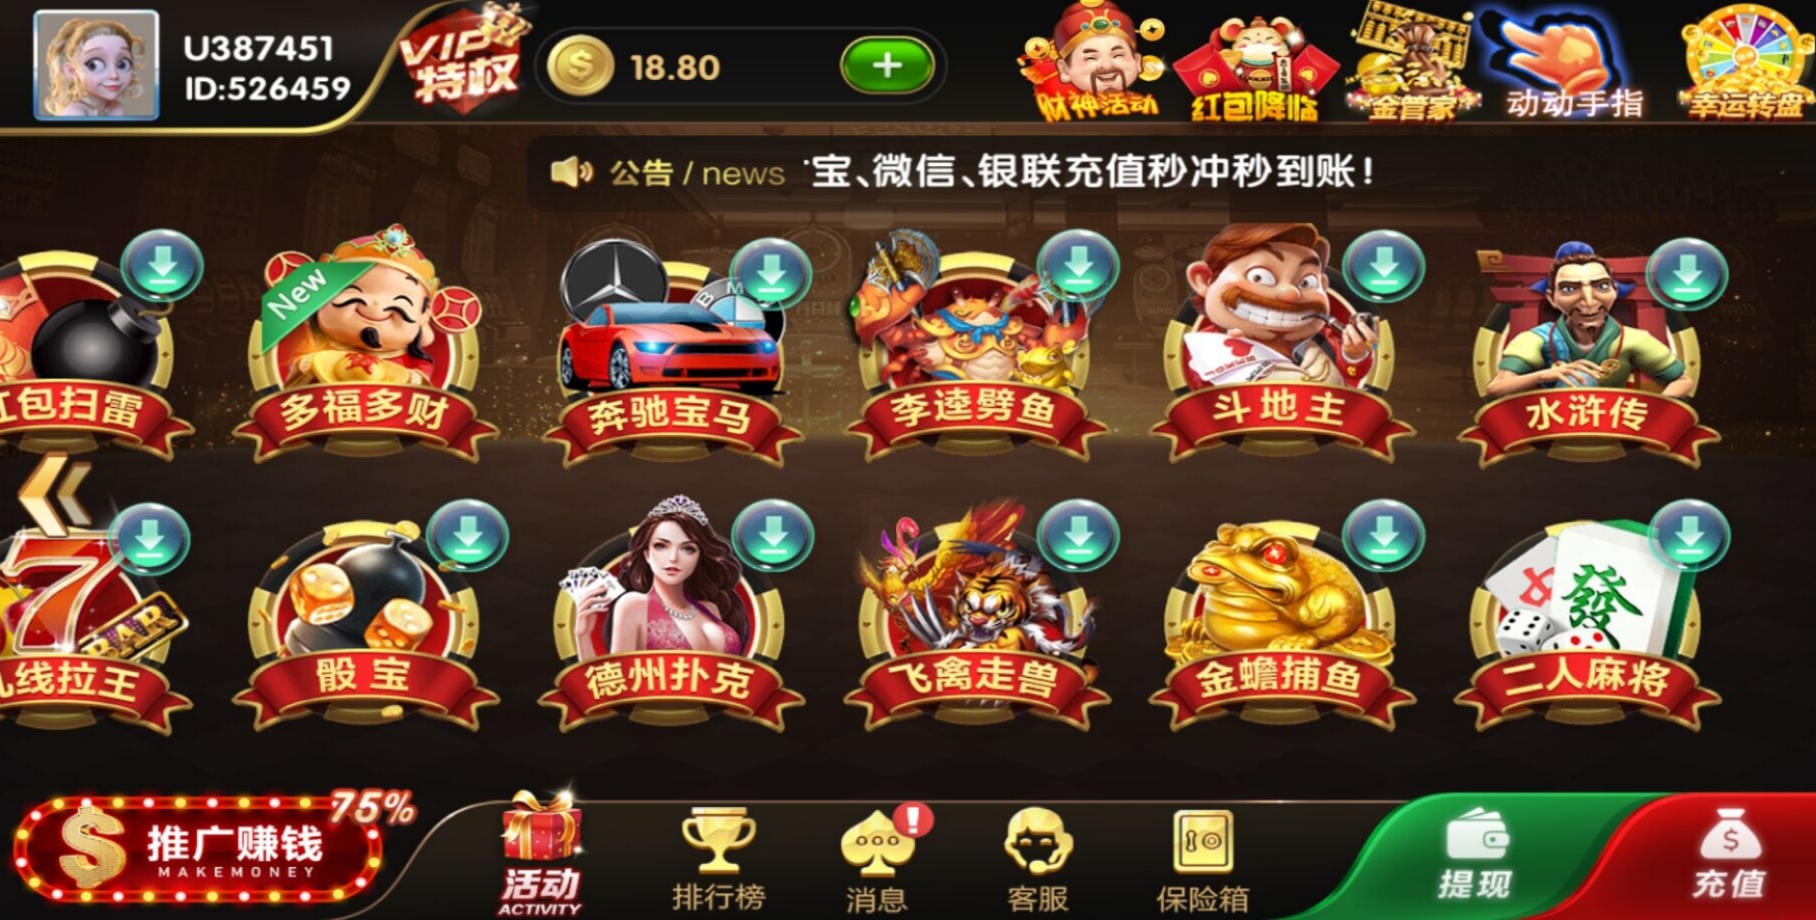 U387451
ID:526459
VIP
特权
18.80
财神活动
红包降临
金管家
动动手指
幸运转盘
公告 / news
宝、微信、银联充值秒冲秒到账!
红包扫雷
New
多福多财
BM
奔驰宝马
李逵劈鱼
斗地主
水浒传
7
BAR
线拉王
骰宝
德州扑克
飞禽走兽
金蟾捕鱼
發
二人麻将
75%
推广赚钱
MAKEMONEY
活动
ACTIVITY
排行榜
消息
客服
保险箱
提现
充值